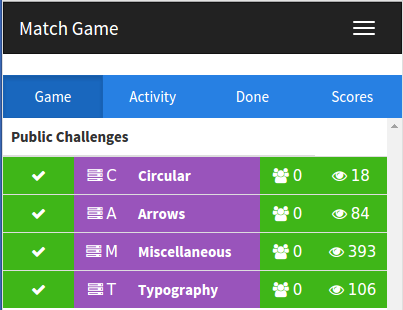 Match Game
Game Activity Done Scores
Public Challenges
C Circular 0 18
A Arrows 0 84
M Miscellaneous 0 393
T Typography 0 106